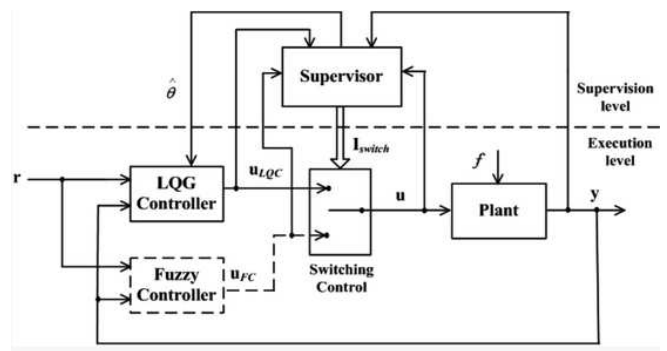 Supervisor
Supervision
level
θ̂
Execution
level
I_switch
r
LQG
Controller
u_LQC
f
u
Plant
y
Fuzzy
Controller
u_FC
Switching
Control